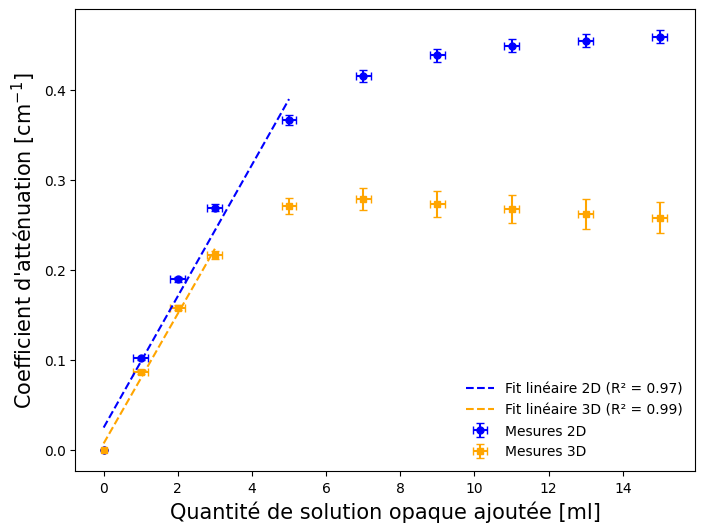 Coefficient d'atténuation [cm⁻¹]
0.4
0.3
0.2
0.1
0.0
Fit linéaire 2D (R² = 0.97)
Fit linéaire 3D (R² = 0.99)
Mesures 2D
Mesures 3D
0 2 4 6 8 10 12 14
Quantité de solution opaque ajoutée [ml]